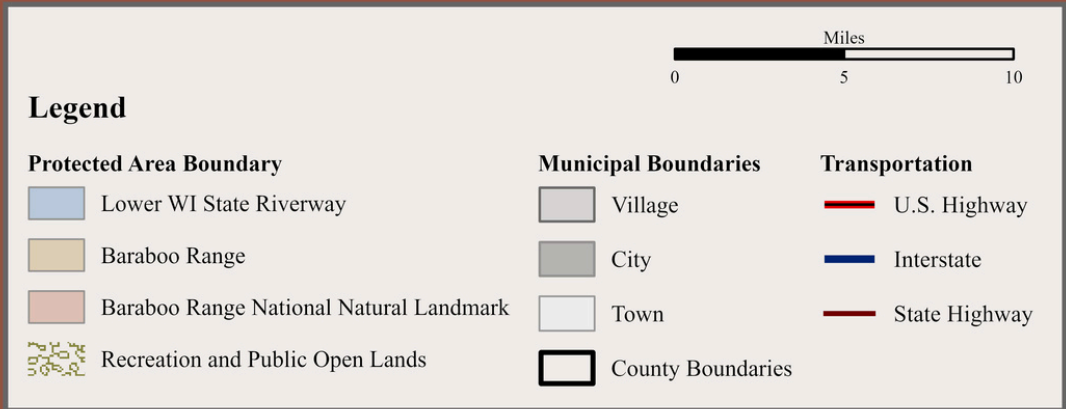 Miles
0 5 10
Legend
Protected Area Boundary
Lower WI State Riverway
Baraboo Range
Baraboo Range National Natural Landmark
Recreation and Public Open Lands
Municipal Boundaries
Village
City
Town
County Boundaries
Transportation
U.S. Highway
Interstate
State Highway